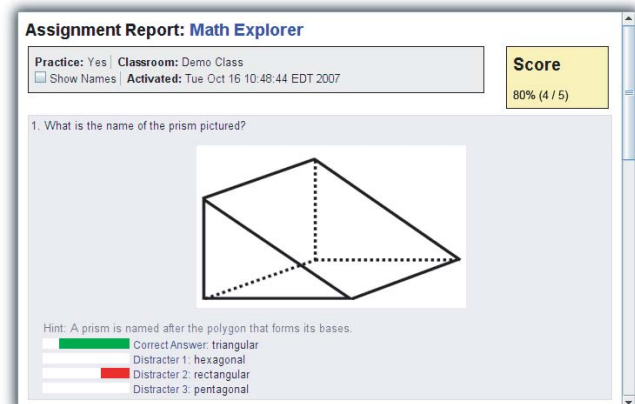 Assignment Report: Math Explorer
Practice: Yes | Classroom: Demo Class
Show Names | Activated: Tue Oct 16 10:48:44 EDT 2007
Score
80% (4 / 5)
1. What is the name of the prism pictured?
Hint: A prism is named after the polygon that forms its bases.
Correct Answer: triangular
Distracter 1: hexagonal
Distracter 2: rectangular
Distracter 3: pentagonal